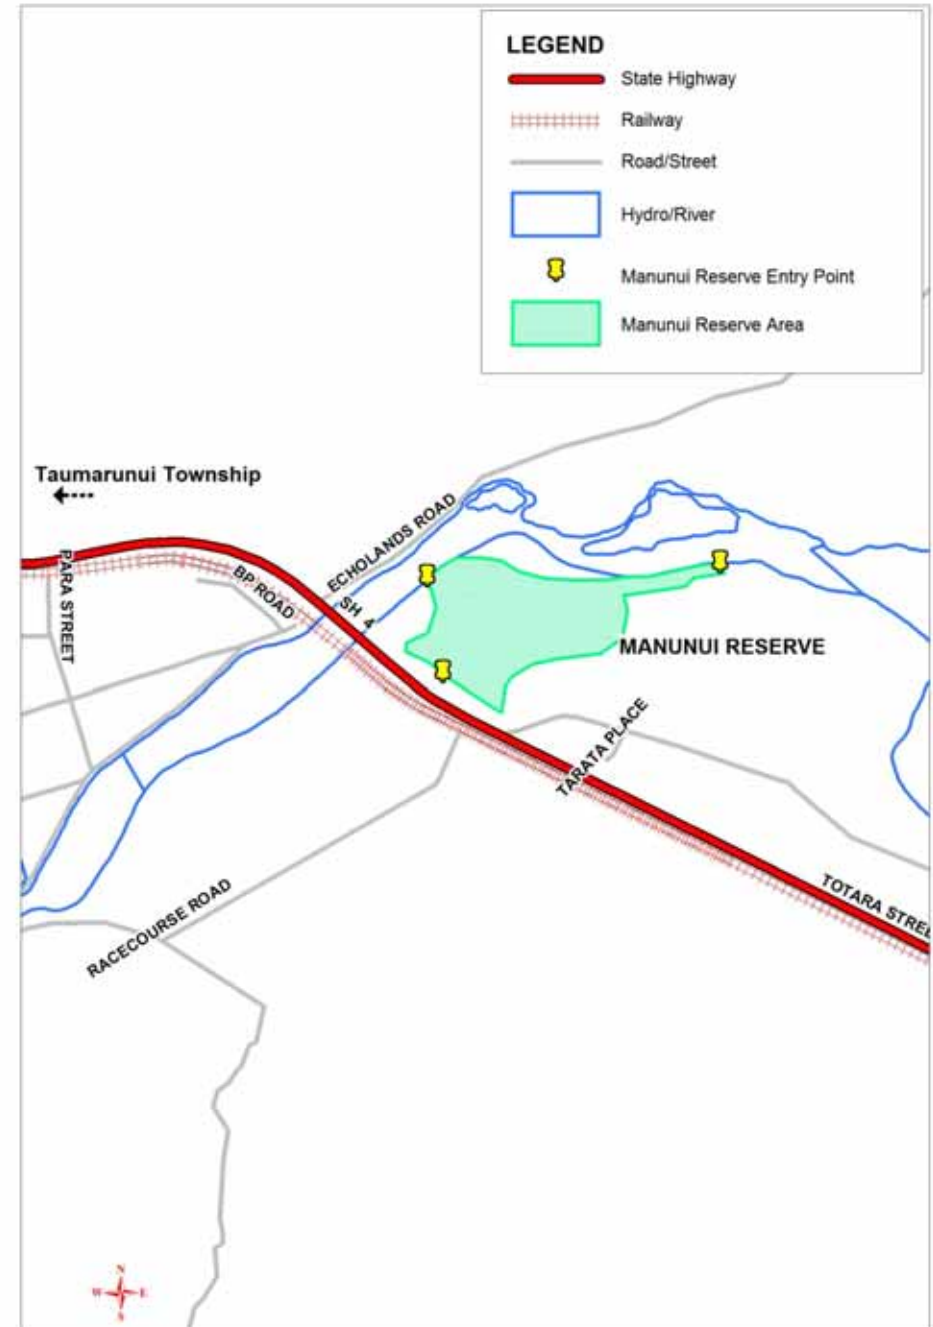 LEGEND
State Highway
Railway
Road/Street
Hydro/River
Manunui Reserve Entry Point
Manunui Reserve Area
Taumarunui Township
ECHOLANDS ROAD
PARA STREET
BP ROAD
SH 4
MANUNUI RESERVE
TARATA PLACE
RACECOURSE ROAD
TOTARA STREE
N
W E
S